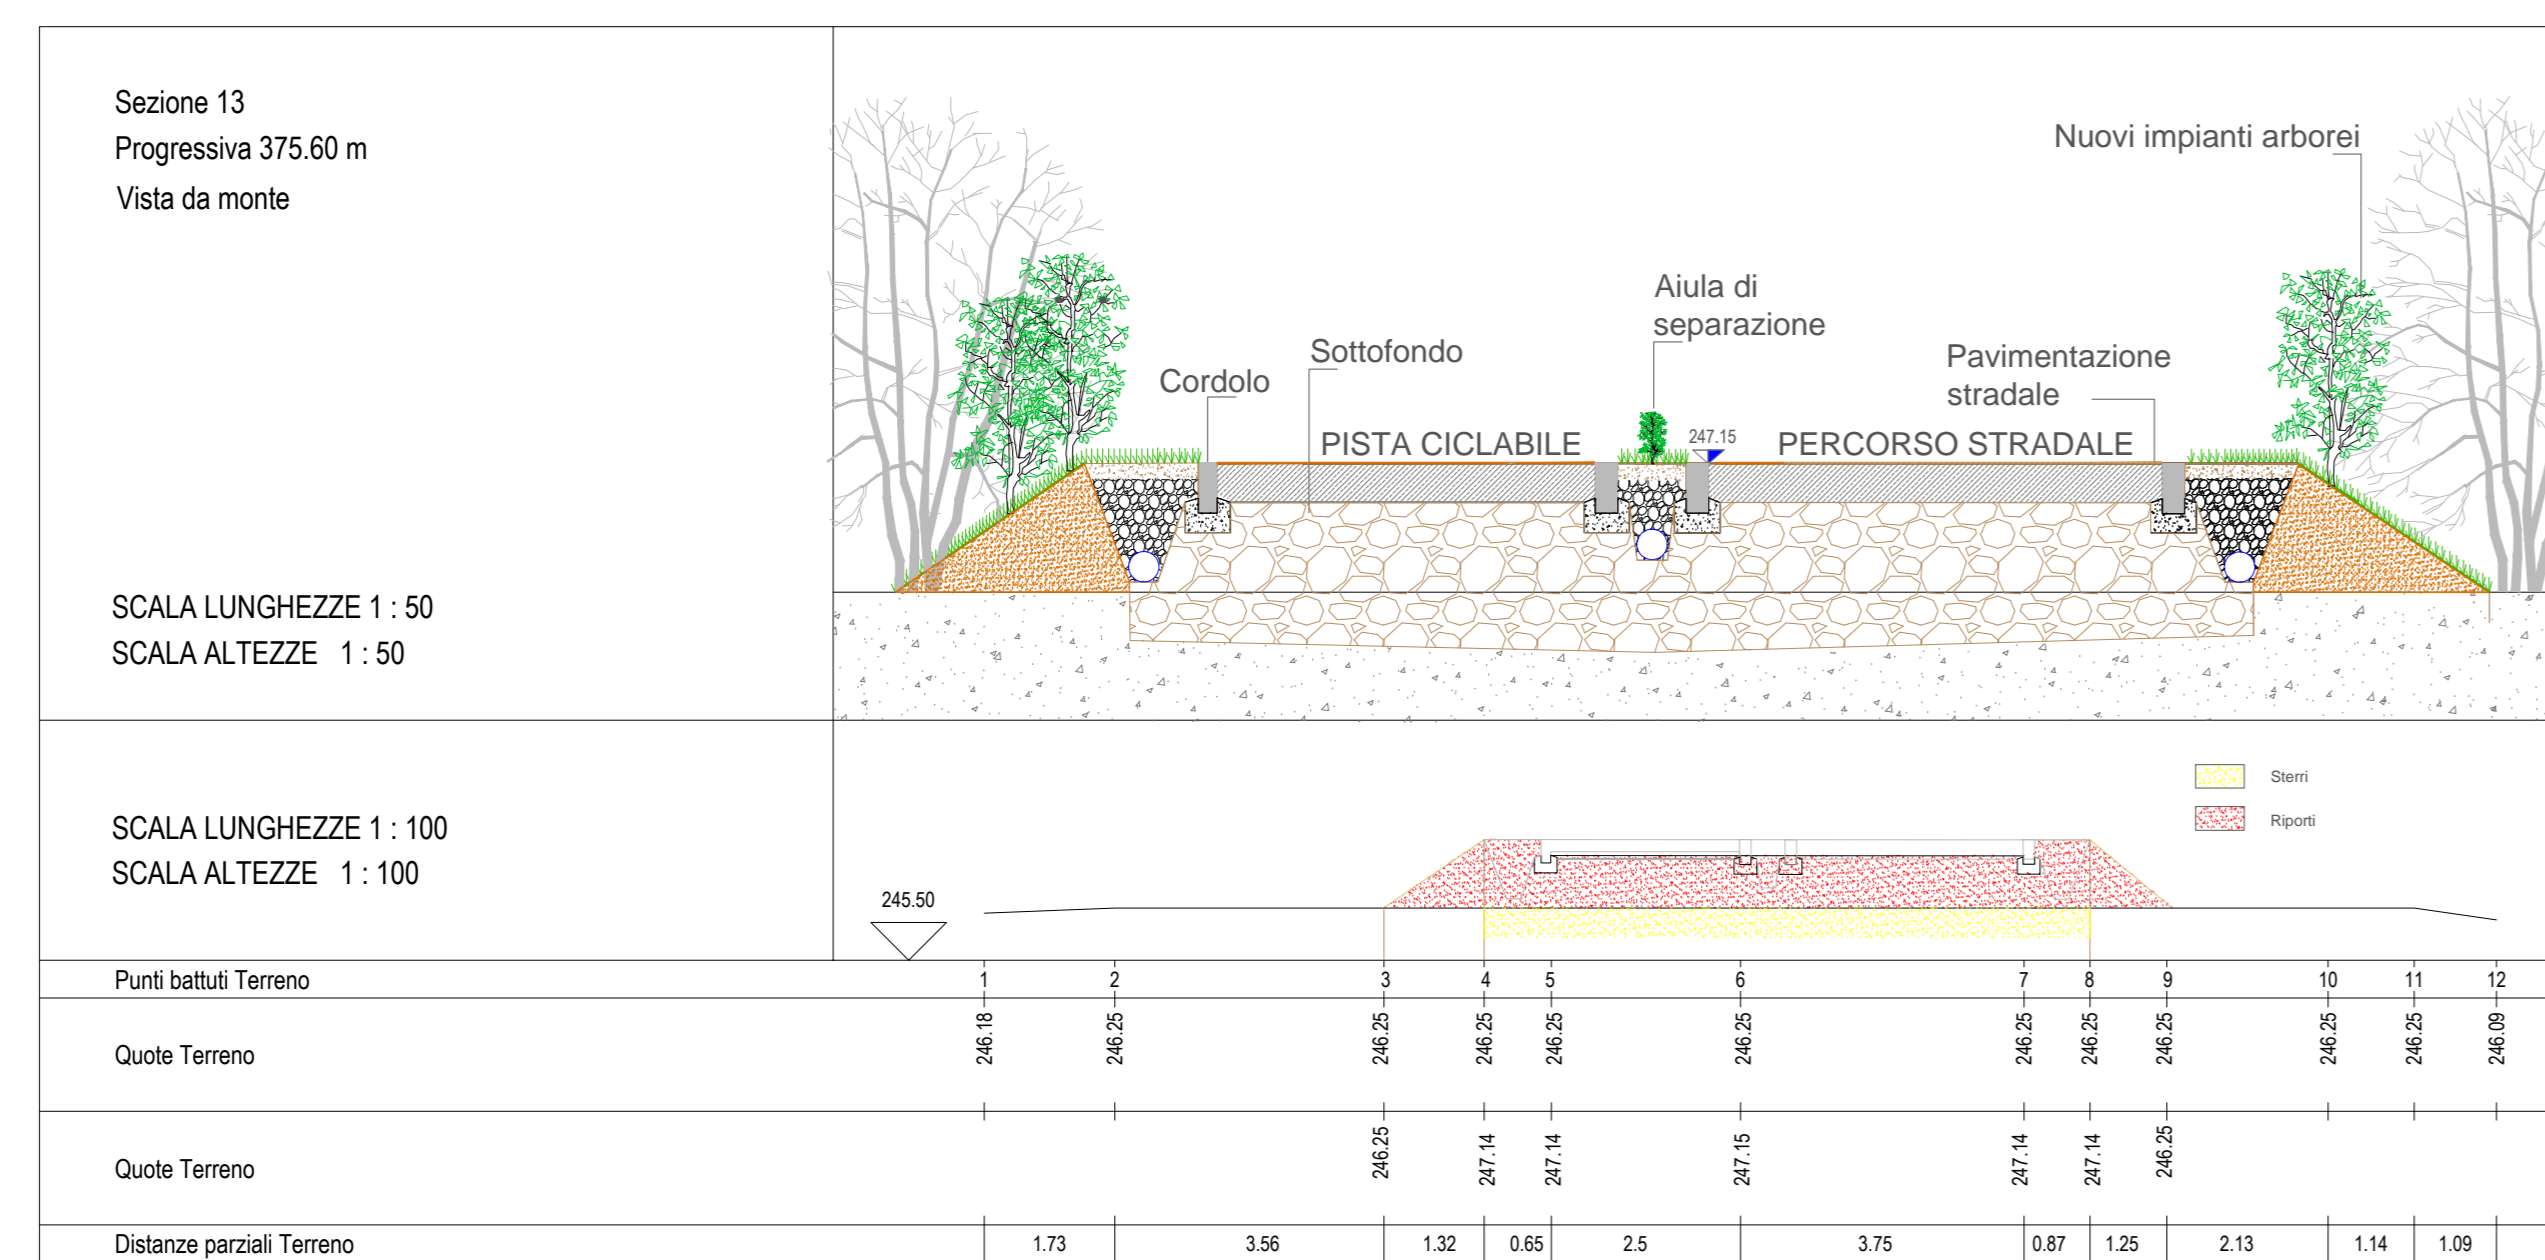 Sezione 13
Progressiva 375.60 m
Vista da monte
Nuovi impianti arborei
Aiula di
separazione
Sottofondo
Cordolo
Pavimentazione
stradale
PISTA CICLABILE
247.15
PERCORSO STRADALE
SCALA LUNGHEZZE 1 : 50
SCALA ALTEZZE 1 : 50
Sterri
Riporti
SCALA LUNGHEZZE 1 : 100
SCALA ALTEZZE 1 : 100
245.50
Punti battuti Terreno 1 2 3 4 5 6 7 8 9 10 11 12
Quote Terreno 246.18 246.25 246.25 246.25 246.25 246.25 246.25 246.25 246.25 246.25 246.25 246.09
Quote Terreno 246.25 247.14 247.14 247.15 247.14 247.14 246.25
Distanze parziali Terreno 1.73 3.56 1.32 0.65 2.5 3.75 0.87 1.25 2.13 1.14 1.09